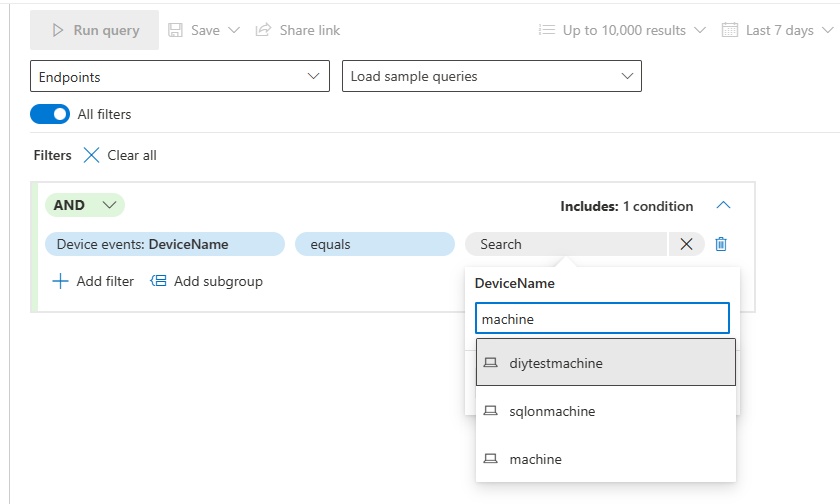 Run query Save Share link Up to 10,000 results Last 7 days
Endpoints Load sample queries
All filters
Filters Clear all
AND Includes: 1 condition
Device events: DeviceName equals Search
Add filter Add subgroup
DeviceName
machine
diytestmachine
sqlonmachine
machine